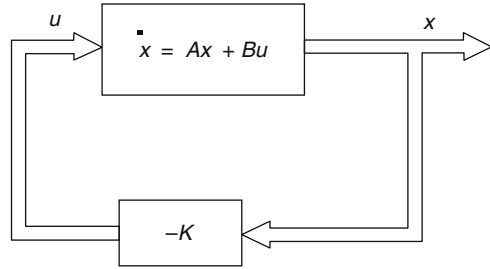 u
x
ẋ = Ax + Bu
–K